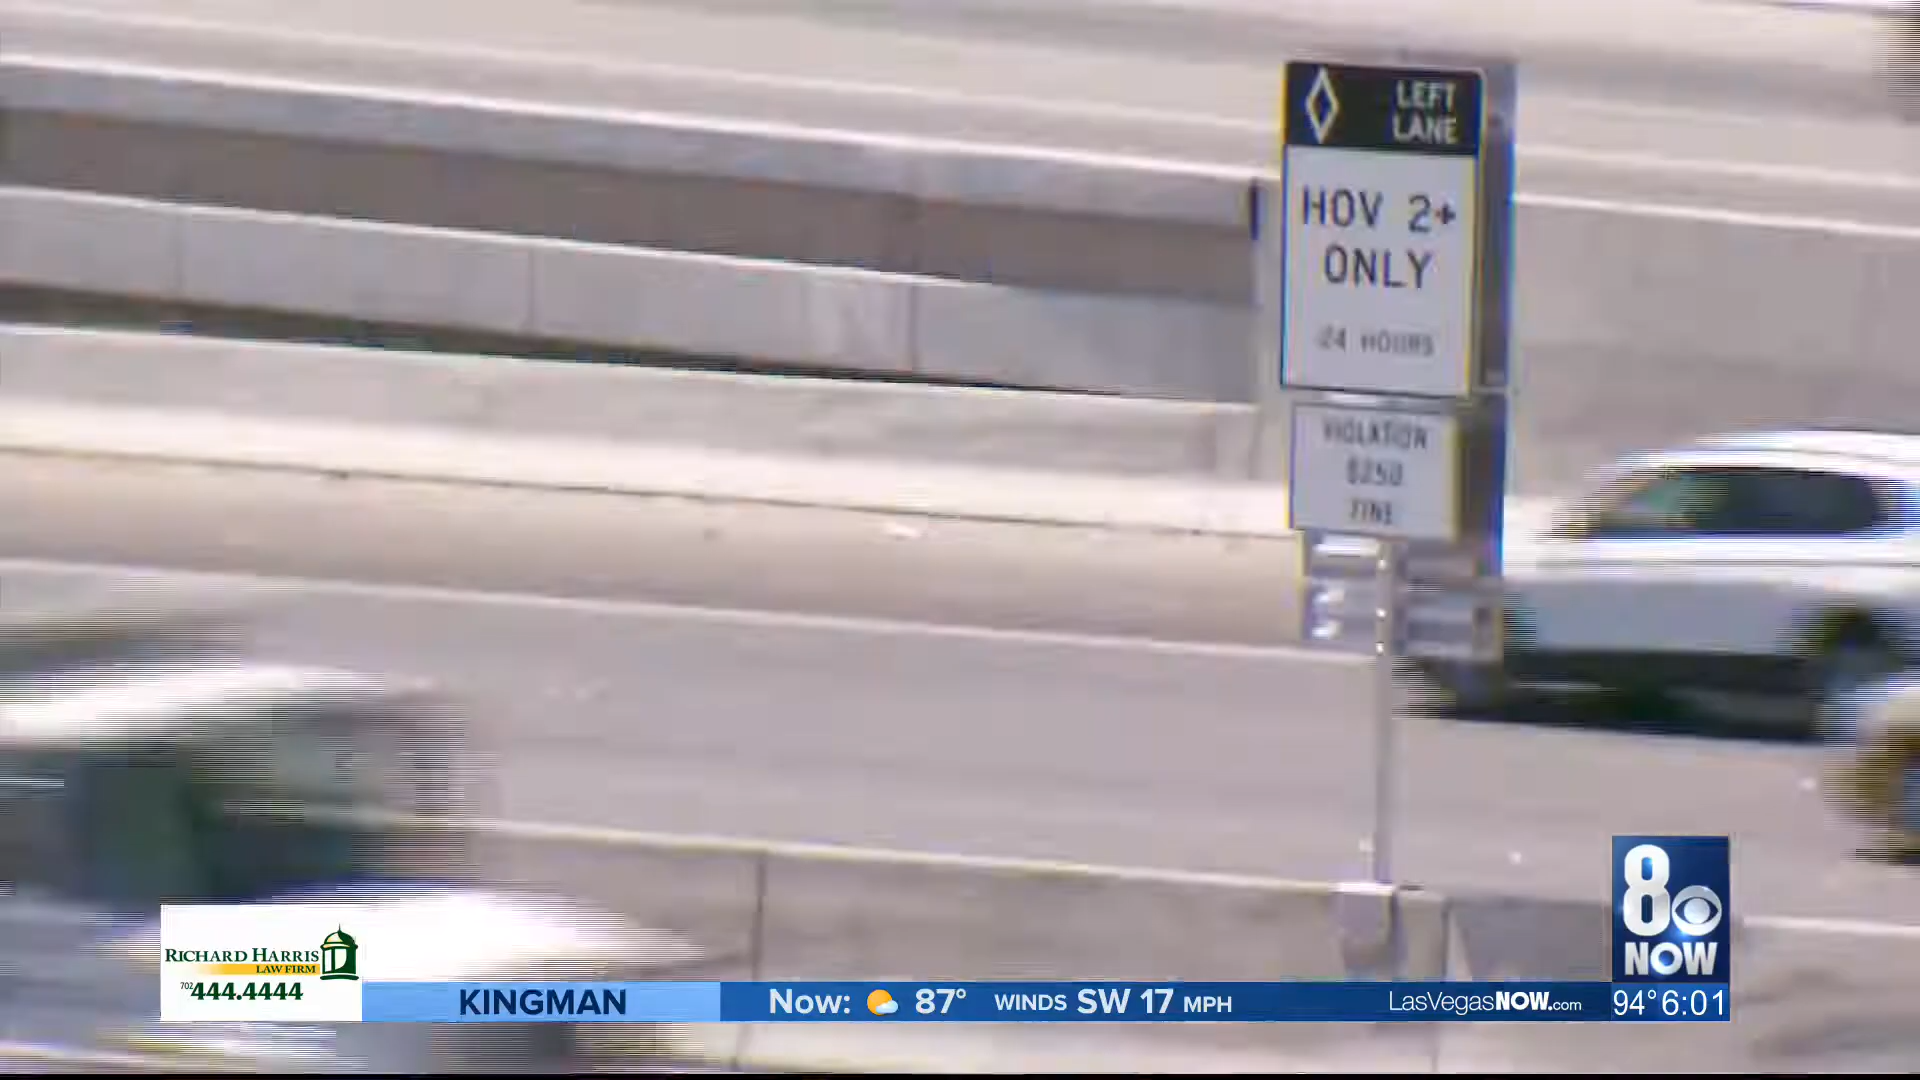 LEFT
LANE
HOV 2+
ONLY
24 HOURS
VIOLATION
$250
FINE
8
NOW
RICHARD HARRIS
LAW FIRM
702 444.4444
KINGMAN
Now: 87° WINDS SW 17 MPH
LasVegasNOW.com
94° 6:01